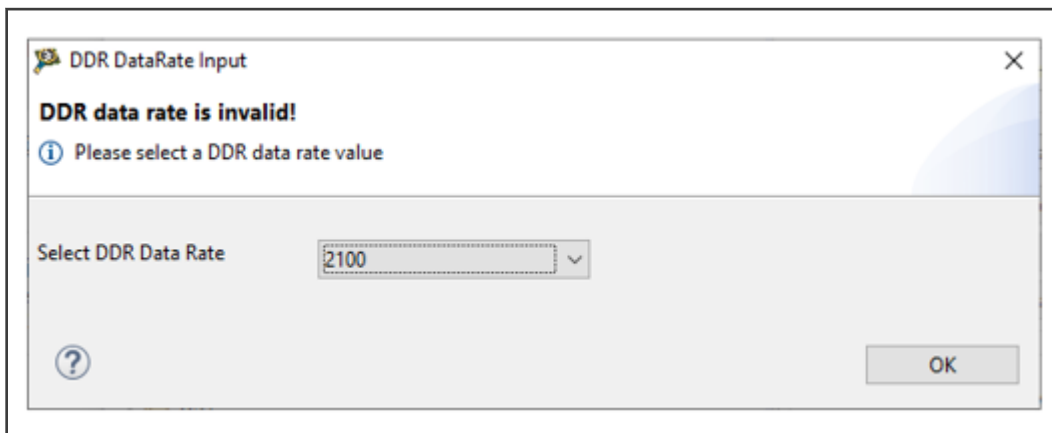 DDR DataRate Input
DDR data rate is invalid!
Please select a DDR data rate value
Select DDR Data Rate
2100
OK